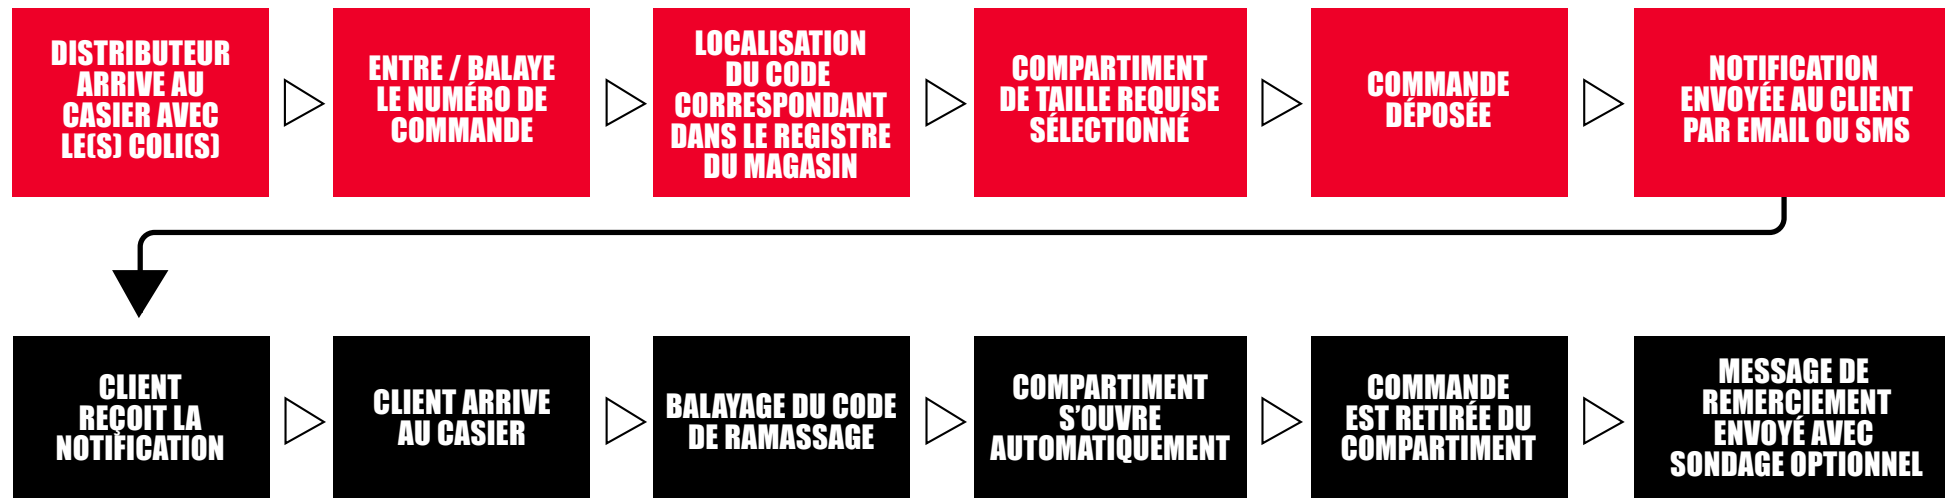 DISTRIBUTEUR
ARRIVE AU
CASIER AVEC
LE(S) COLI(S)
ENTRE / BALAYE
LE NUMÉRO DE
COMMANDE
LOCALISATION
DU CODE
CORRESPONDANT
DANS LE REGISTRE
DU MAGASIN
COMPARTIMENT
DE TAILLE REQUISE
SÉLECTIONNÉ
COMMANDE
DÉPOSÉE
NOTIFICATION
ENVOYÉE AU CLIENT
PAR EMAIL OU SMS
CLIENT
REÇOIT LA
NOTIFICATION
CLIENT ARRIVE
AU CASIER
BALAYAGE DU CODE
DE RAMASSAGE
COMPARTIMENT
S’OUVRE
AUTOMATIQUEMENT
COMMANDE
EST RETIRÉE DU
COMPARTIMENT
MESSAGE DE
REMERCIEMENT
ENVOYÉ AVEC
SONDAGE OPTIONNEL